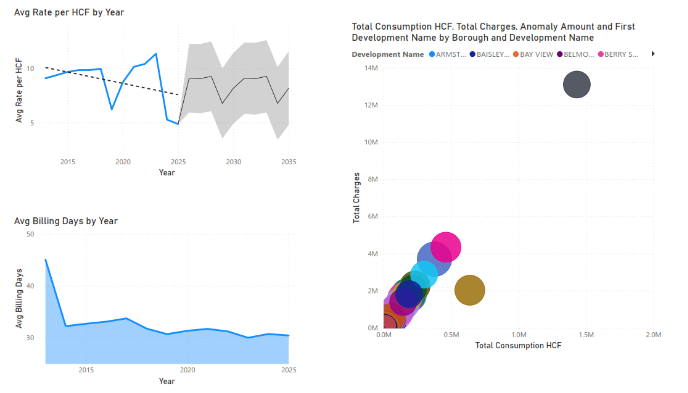 Avg Rate per HCF by Year
Avg Rate per HCF
10
5
2015
2020
2025
2030
2035
Year
Avg Billing Days by Year
Avg Billing Days
50
40
30
2015
2020
2025
Year
Total Consumption HCF, Total Charges, Anomaly Amount and First
Development Name by Borough and Development Name
Development Name
ARMST...
BAISLEY...
BAY VIEW
BELMO...
BERRY S...
Total Charges
14M
12M
10M
8M
6M
4M
2M
0M
0.0M
0.5M
1.0M
1.5M
2.0M
Total Consumption HCF